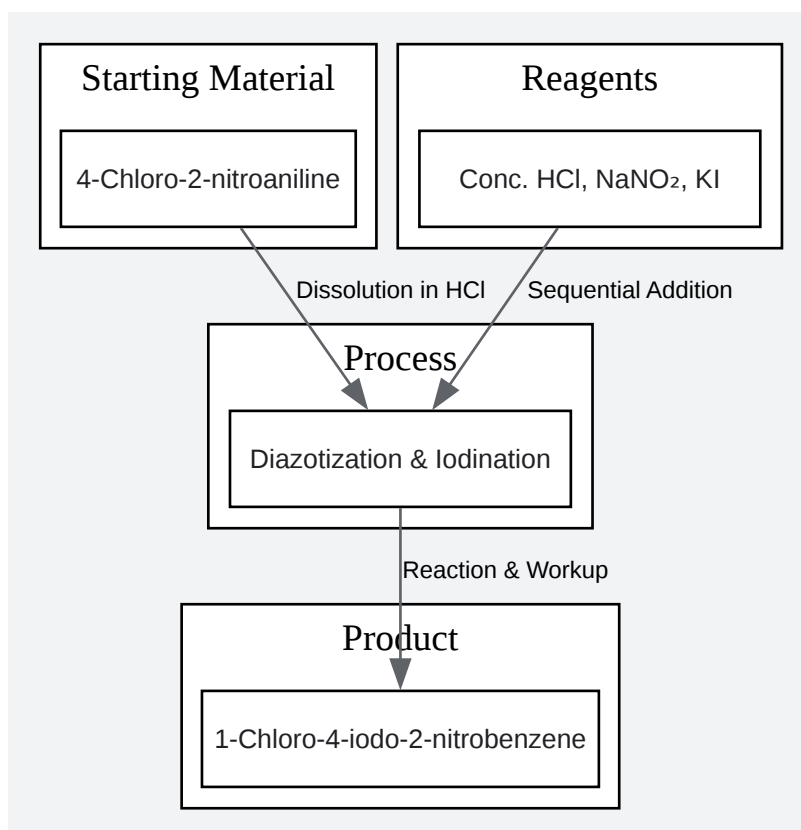 Starting Material
Reagents
4-Chloro-2-nitroaniline
Conc. HCl, NaNO₂, KI
Dissolution in HCl
Sequential Addition
Process
Diazotization & Iodination
Reaction & Workup
Product
1-Chloro-4-iodo-2-nitrobenzene